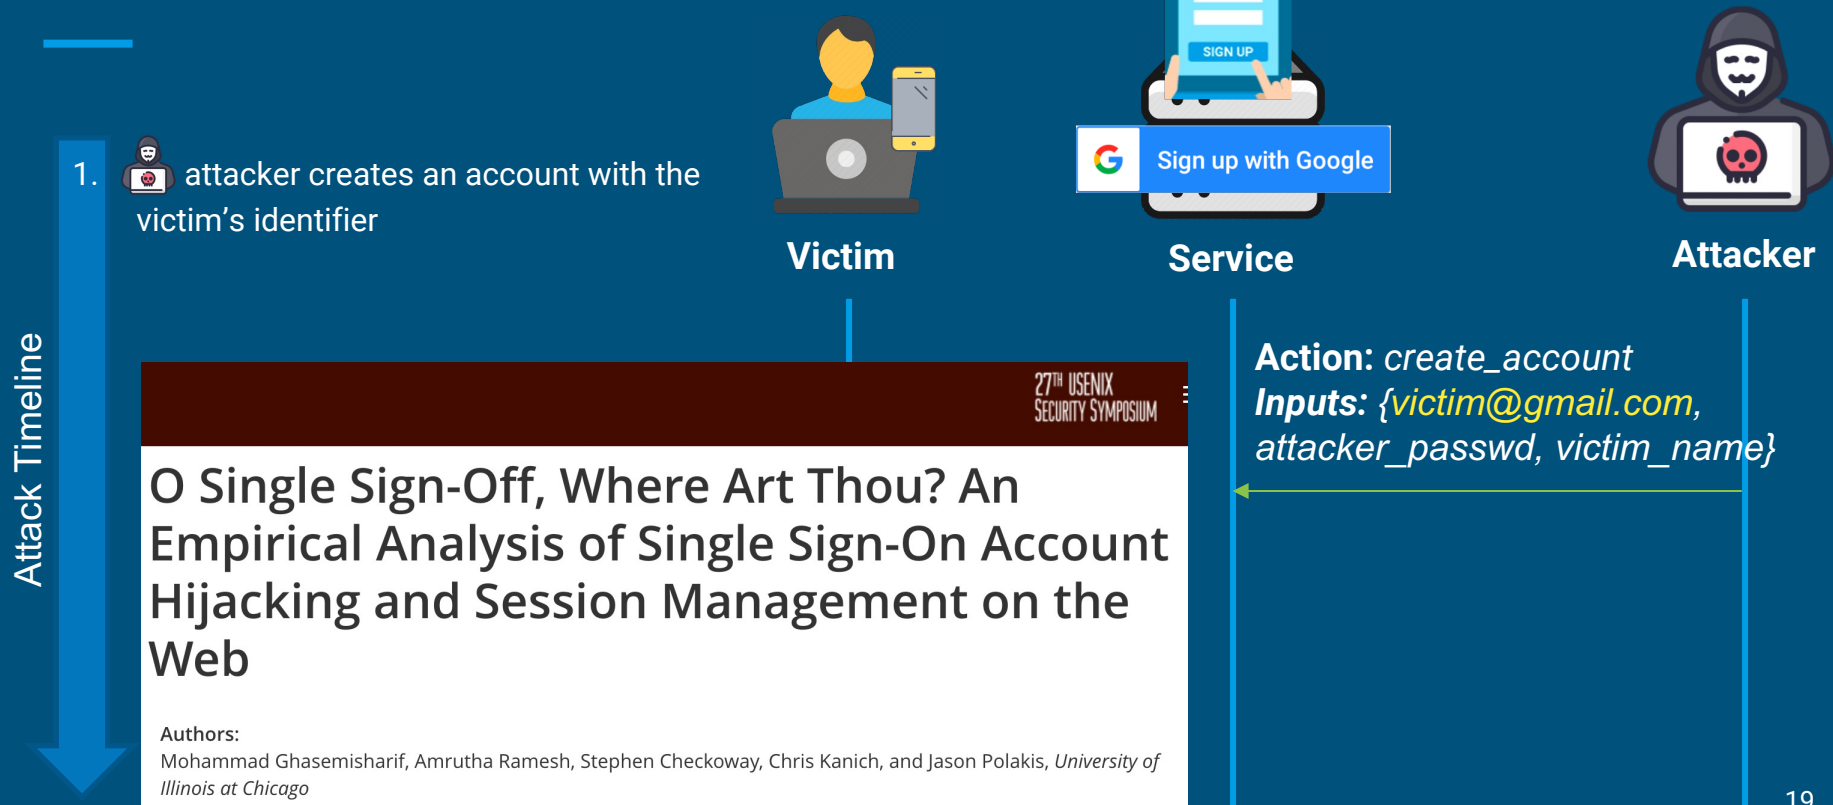 SIGN UP
Sign up with Google
1. attacker creates an account with the
victim's identifier
Victim
Service
Attacker
Attack Timeline
Action: create_account
Inputs: {victim@gmail.com,
attacker_passwd, victim_name}
27TH USENIX
SECURITY SYMPOSIUM
O Single Sign-Off, Where Art Thou? An
Empirical Analysis of Single Sign-On Account
Hijacking and Session Management on the
Web
Authors:
Mohammad Ghasemisharif, Amrutha Ramesh, Stephen Checkoway, Chris Kanich, and Jason Polakis, University of
Illinois at Chicago
19